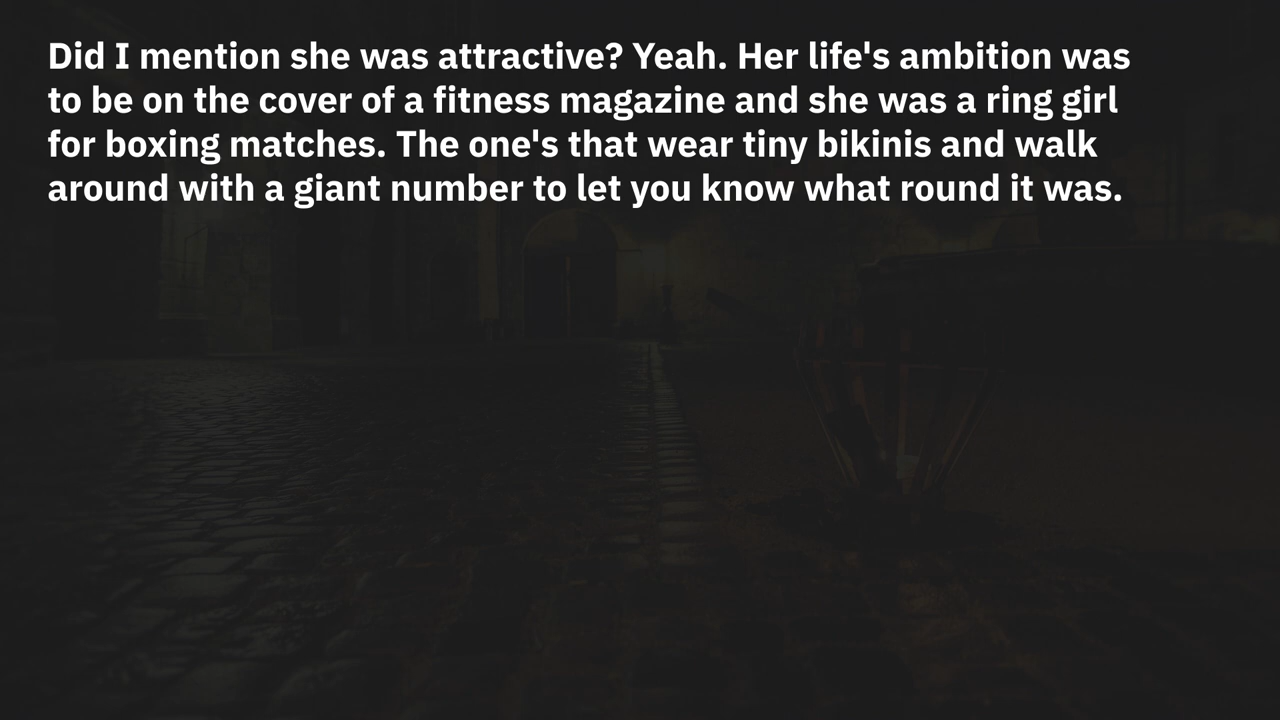 Did I mention she was attractive? Yeah. Her life's ambition was
to be on the cover of a fitness magazine and she was a ring girl
for boxing matches. The one's that wear tiny bikinis and walk
around with a giant number to let you know what round it was.